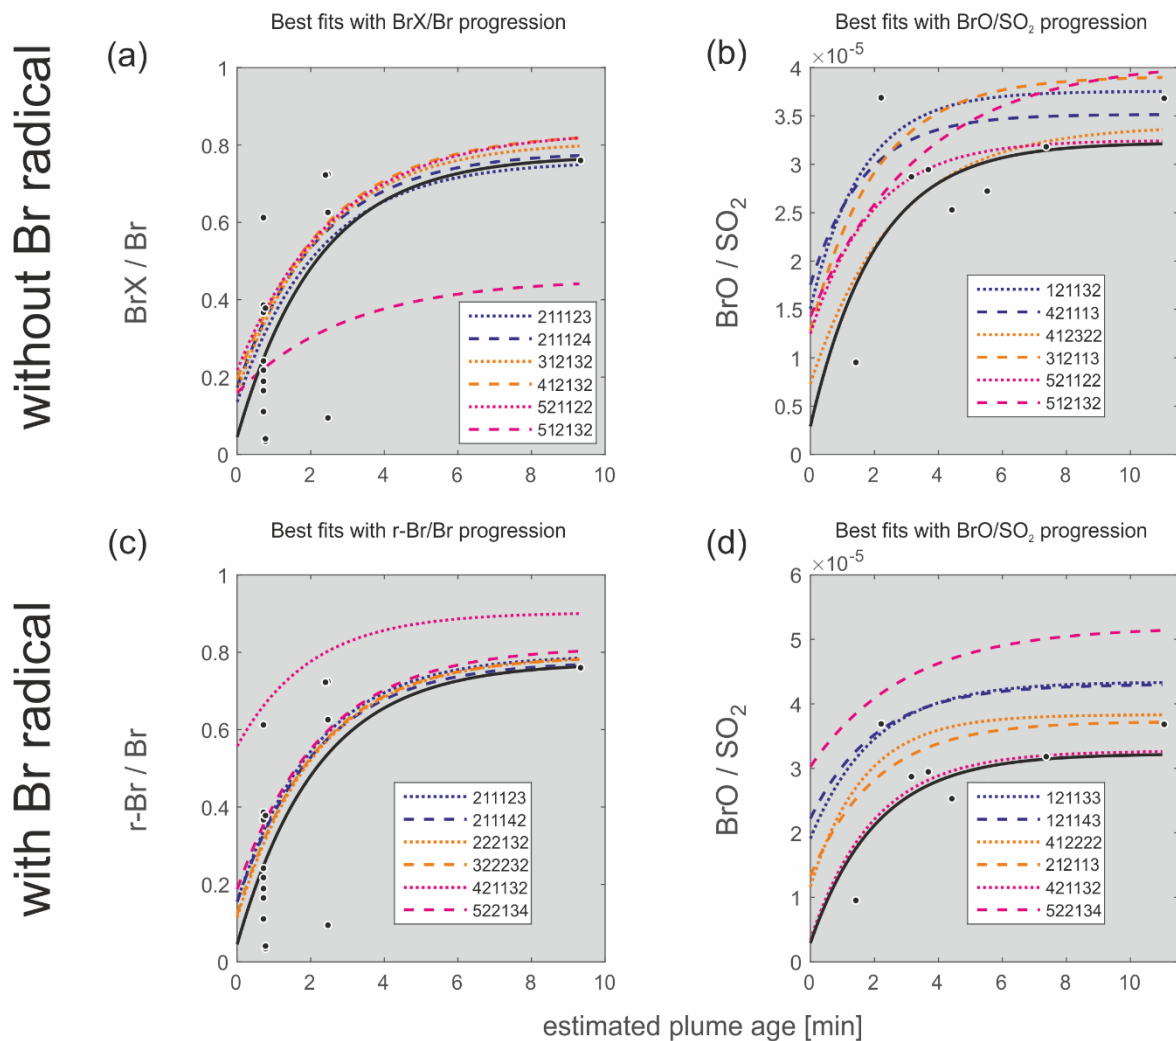 without Br radical
(a)
Best fits with BrX/Br progression
BrX / Br
1
0.8
0.6
0.4
0.2
0
0 2 4 6 8 10
211123
211124
312132
412132
521122
512132
(b)
Best fits with BrO/SO₂ progression
×10⁻⁵
BrO / SO₂
4
3.5
3
2.5
2
1.5
1
0.5
0
0 2 4 6 8 10
121132
421113
412322
312113
521122
512132
with Br radical
(c)
Best fits with r-Br/Br progression
r-Br / Br
1
0.8
0.6
0.4
0.2
0
0 2 4 6 8 10
211123
211142
222132
322232
421132
522134
(d)
Best fits with BrO/SO₂ progression
×10⁻⁵
BrO / SO₂
6
5
4
3
2
1
0
0 2 4 6 8 10
121133
121143
412222
212113
421132
522134
estimated plume age [min]